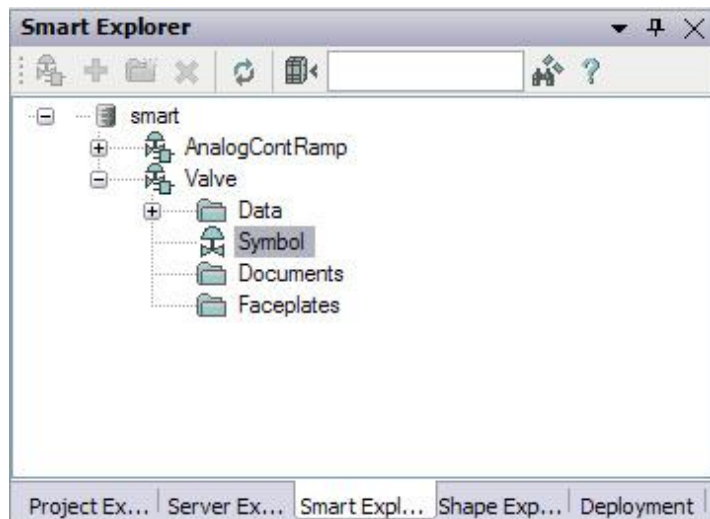 Smart Explorer
smart
AnalogContRamp
Valve
Data
Symbol
Documents
Faceplates
Project Ex... Server Ex... Smart Expl... Shape Exp... Deployment